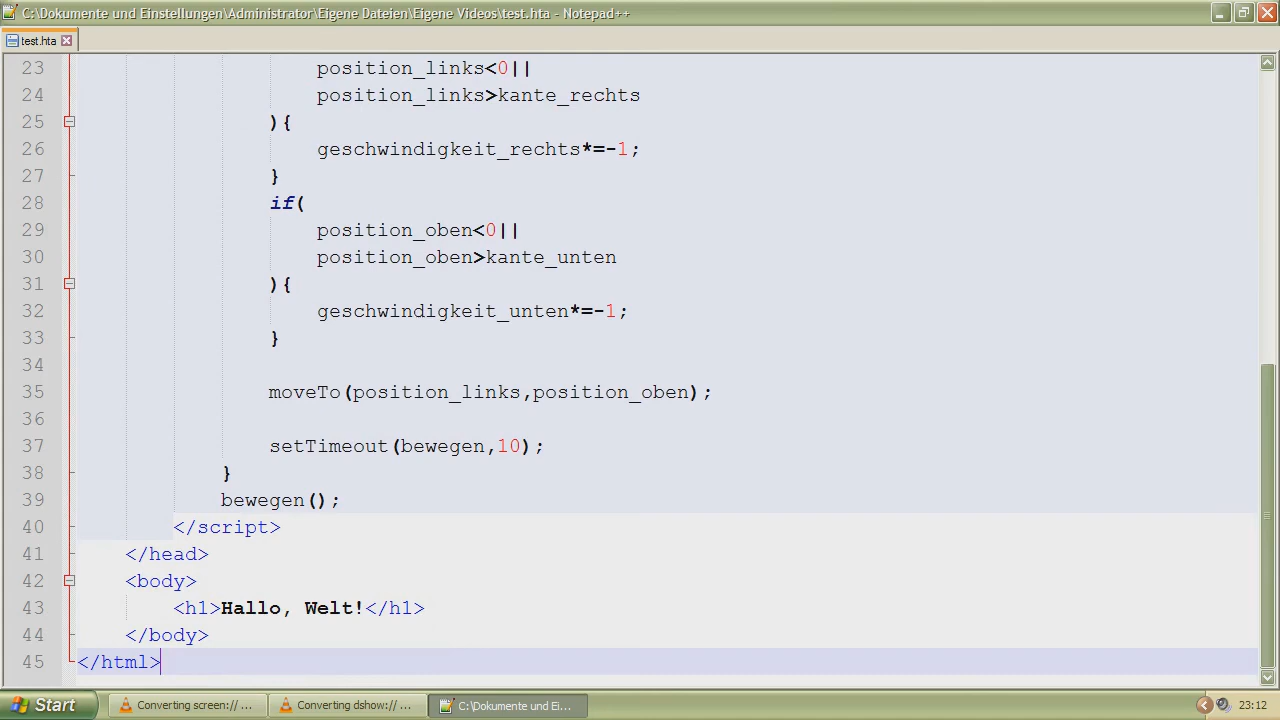 C:\Dokumente und Einstellungen\Administrator\Eigene Dateien\Eigene Videos\test.hta - Notepad++
test.hta
23 position_links<0||
24 position_links>kante_rechts
25 ){
26 geschwindigkeit_rechts*=-1;
27 }
28 if(
29 position_oben<0||
30 position_oben>kante_unten
31 ){
32 geschwindigkeit_unten*=-1;
33 }
34
35 moveTo(position_links,position_oben);
36
37 setTimeout(bewegen,10);
38 }
39 bewegen();
40 </script>
41 </head>
42 <body>
43 <h1>Hallo, Welt!</h1>
44 </body>
45 </html>
Start Converting screen:// ... Converting dshow:// ... C:\Dokumente und Ei... 23:12